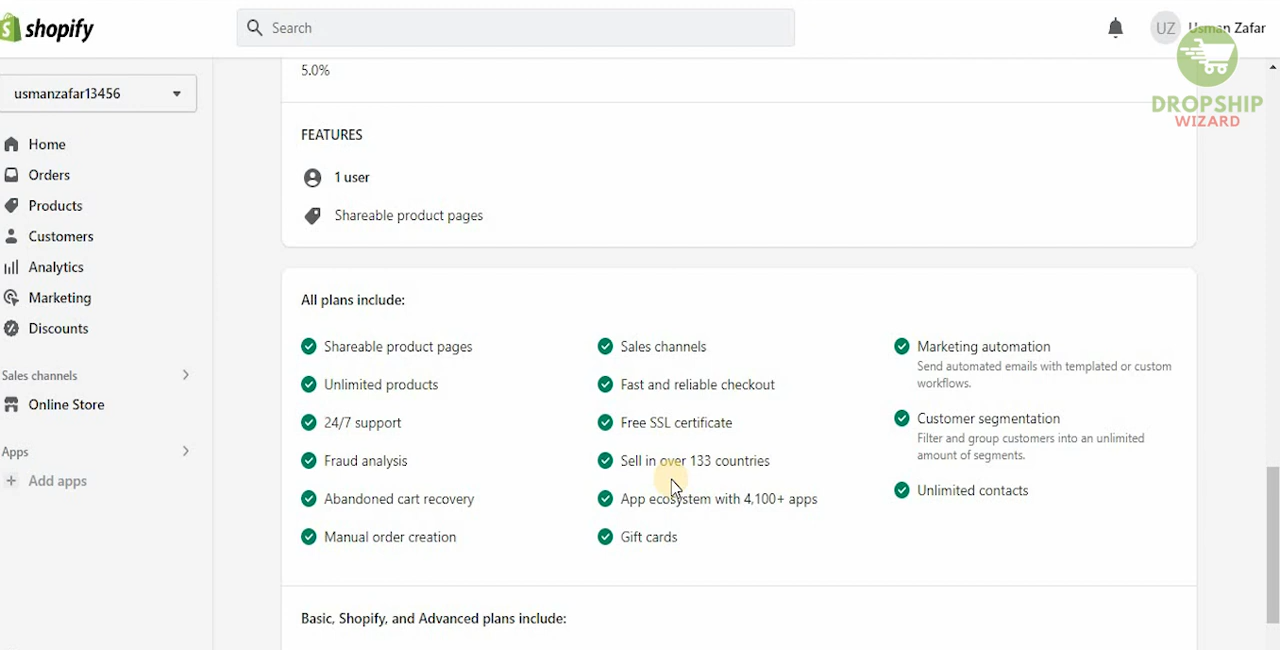 shopify
Search
UZ
Usman Zafar
DROPSHIP
WIZARD
usmanzafar13456
Home
Orders
Products
Customers
Analytics
Marketing
Discounts
Sales channels
Online Store
Apps
Add apps
5.0%
FEATURES
1 user
Shareable product pages
All plans include:
Shareable product pages
Unlimited products
24/7 support
Fraud analysis
Abandoned cart recovery
Manual order creation
Sales channels
Fast and reliable checkout
Free SSL certificate
Sell in over 133 countries
App ecosystem with 4,100+ apps
Gift cards
Marketing automation
Send automated emails with templated or custom
workflows.
Customer segmentation
Filter and group customers into an unlimited
amount of segments.
Unlimited contacts
Basic, Shopify, and Advanced plans include: